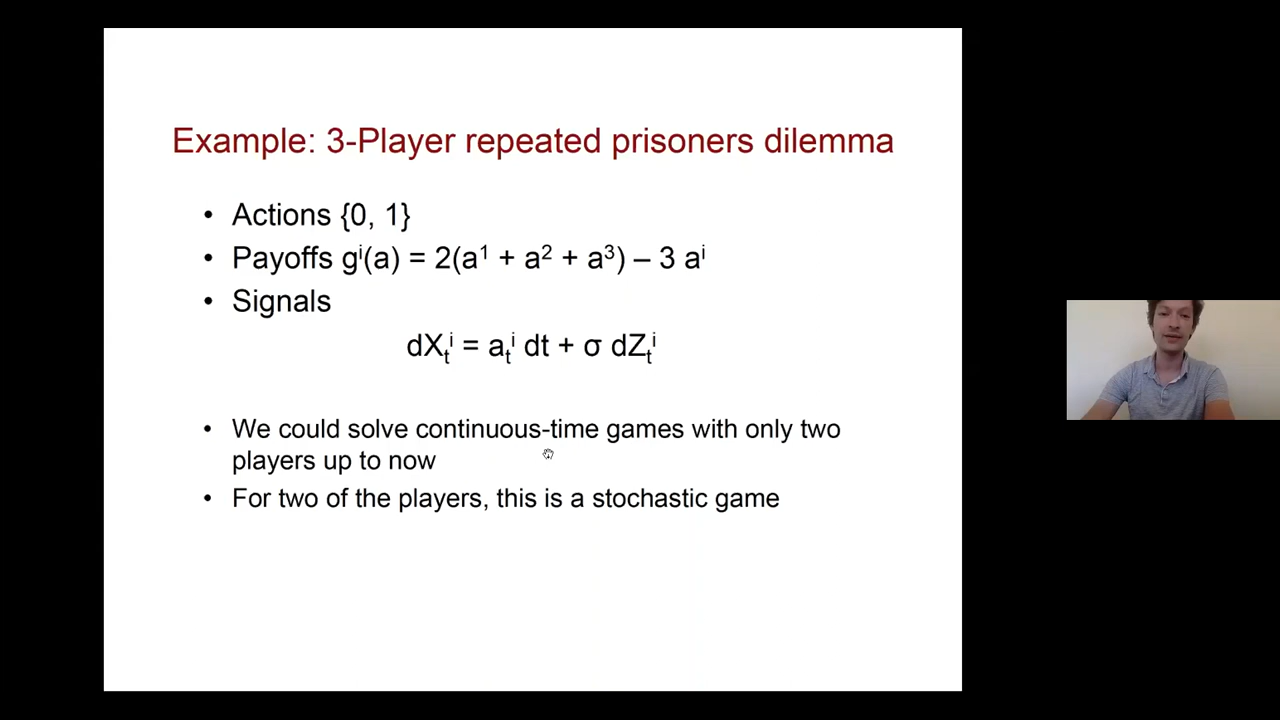 Example: 3-Player repeated prisoners dilemma
• Actions {0, 1}
• Payoffs gⁱ(a) = 2(a¹ + a² + a³) – 3 aⁱ
• Signals
dXₜⁱ = aₜⁱ dt + σ dZₜⁱ
• We could solve continuous-time games with only two
players up to now
• For two of the players, this is a stochastic game